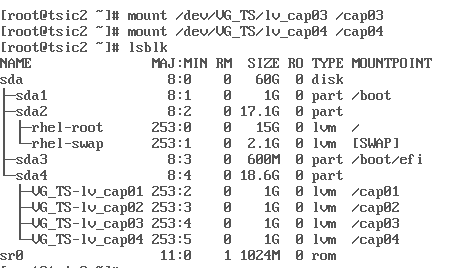 [root@tsic2 ~]# mount /dev/VG_TS/lv_cap03 /cap03
[root@tsic2 ~]# mount /dev/VG_TS/lv_cap04 /cap04
[root@tsic2 ~]# lsblk
NAME MAJ:MIN RM SIZE RO TYPE MOUNTPOINT
sda 8:0 0 60G 0 disk
├─sda1 8:1 0 1G 0 part /boot
├─sda2 8:2 0 17.1G 0 part
│ ├─rhel-root 253:0 0 15G 0 lvm /
│ └─rhel-swap 253:1 0 2.1G 0 lvm [SWAP]
├─sda3 8:3 0 600M 0 part /boot/efi
└─sda4 8:4 0 18.6G 0 part
├─VG_TS-lv_cap01 253:2 0 1G 0 lvm /cap01
├─VG_TS-lv_cap02 253:3 0 1G 0 lvm /cap02
├─VG_TS-lv_cap03 253:4 0 1G 0 lvm /cap03
└─VG_TS-lv_cap04 253:5 0 1G 0 lvm /cap04
sr0 11:0 1 1024M 0 rom